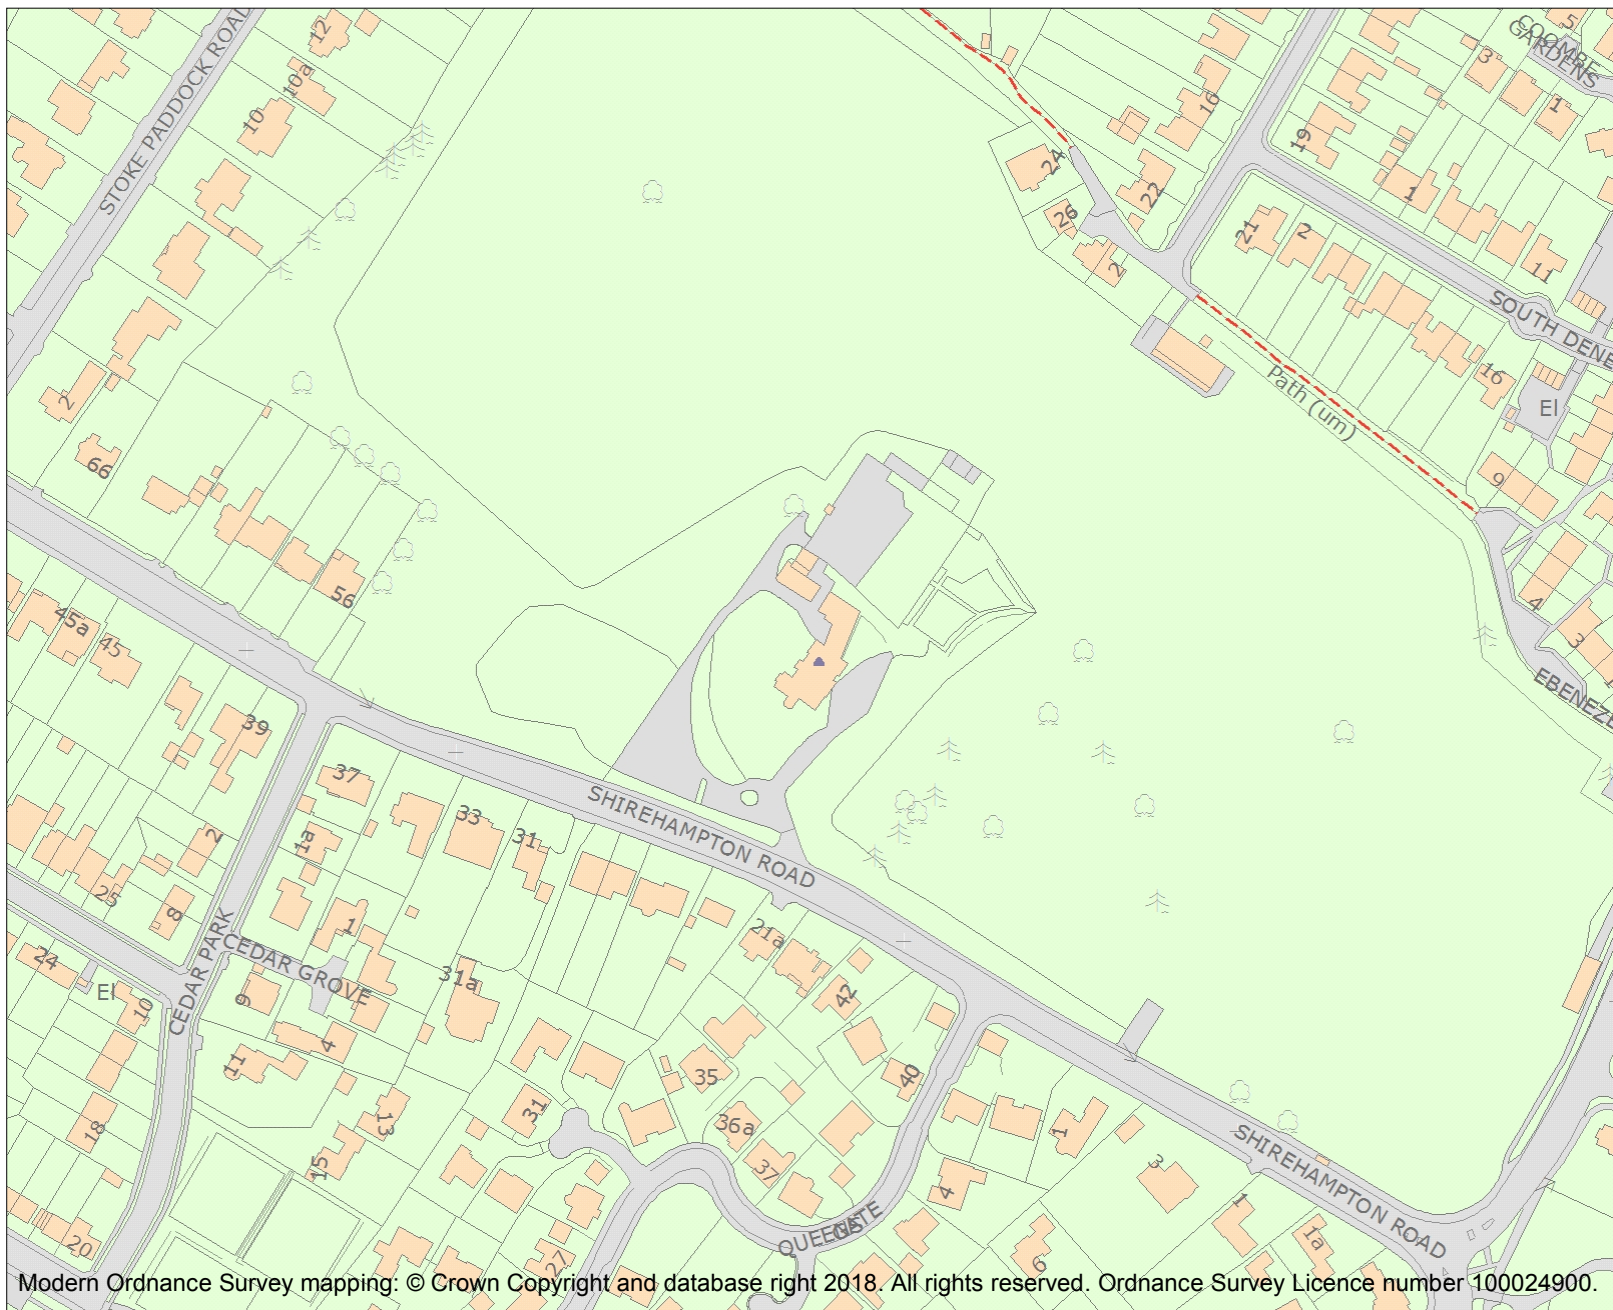 STOKE PADDOCK ROAD
12
10a
10
COOMBE
GARDENS
5
3
1
16
19
24
22
26
2
1
21
2
11
SOUTH DENE
16
El
Path (um)
9
4
3
EBENEZE
2
66
56
45a
45
39
37
33
31
1a
2
25
8
1
SHIREHAMPTON ROAD
CEDAR PARK
CEDAR GROVE
24
El
10
9
4
11
31a
21a
42
40
35
36a
37
31
18
13
15
20
27
QUEENS
GATE
4
1
3
1
1a
6
SHIREHAMPTON ROAD
Modern Ordnance Survey mapping: © Crown Copyright and database right 2018. All rights reserved. Ordnance Survey Licence number 100024900.